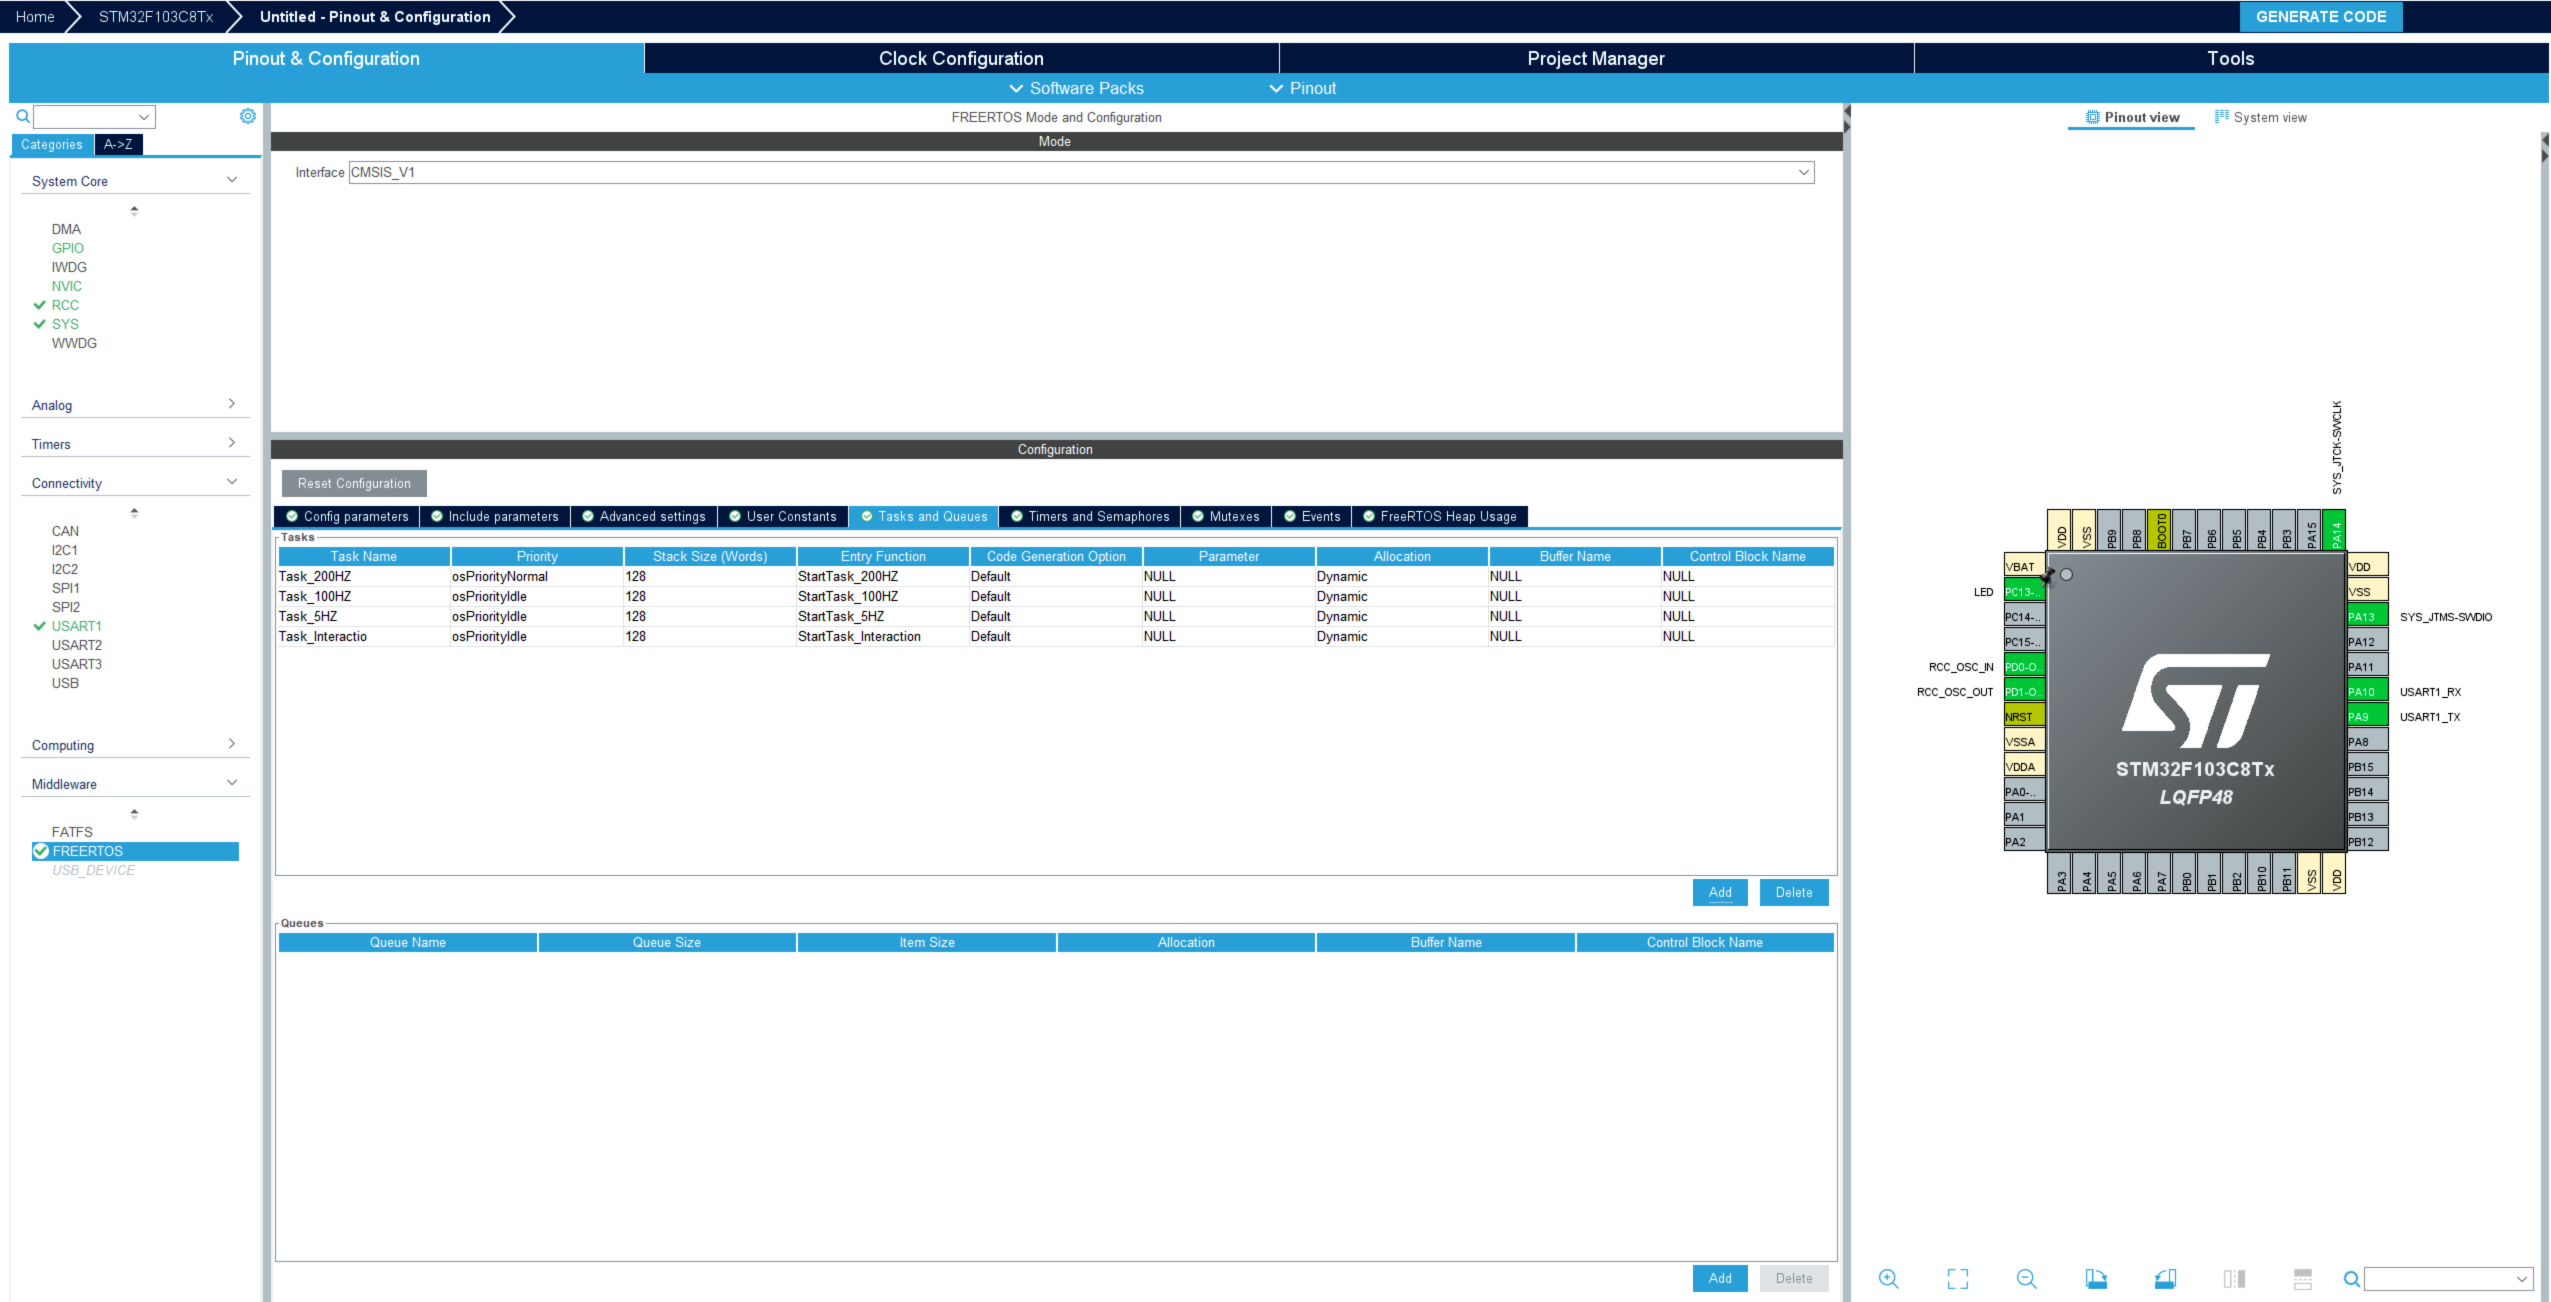 Home
STM32F103C8Tx
Untitled - Pinout & Configuration
GENERATE CODE
Pinout & Configuration
Clock Configuration
Project Manager
Tools
Software Packs
Pinout
Categories
A->Z
System Core
DMA
GPIO
IWDG
NVIC
RCC
SYS
WWDG
Analog
Timers
Connectivity
CAN
I2C1
I2C2
SPI1
SPI2
USART1
USART2
USART3
USB
Computing
Middleware
FATFS
FREERTOS
USB_DEVICE
FREERTOS Mode and Configuration
Mode
Interface CMSIS_V1
Configuration
Reset Configuration
Config parameters
Include parameters
Advanced settings
User Constants
Tasks and Queues
Timers and Semaphores
Mutexes
Events
FreeRTOS Heap Usage
Tasks
Task Name Priority Stack Size (Words) Entry Function Code Generation Option Parameter Allocation Buffer Name Control Block Name
Task_200HZ osPriorityNormal 128 StartTask_200HZ Default NULL Dynamic NULL NULL
Task_100HZ osPriorityIdle 128 StartTask_100HZ Default NULL Dynamic NULL NULL
Task_5HZ osPriorityIdle 128 StartTask_5HZ Default NULL Dynamic NULL NULL
Task_Interactio osPriorityIdle 128 StartTask_Interaction Default NULL Dynamic NULL NULL
Add
Delete
Queues
Queue Name Queue Size Item Size Allocation Buffer Name Control Block Name
Add
Delete
Pinout view
System view
SYS_JTCK-SWCLK
VDD
VSS
PB9
PB8
BOOT0
PB7
PB6
PB5
PB4
PB3
PA15
PA14
VBAT
LED PC13-..
PC14-..
PC15-..
RCC_OSC_IN PD0-O..
RCC_OSC_OUT PD1-O..
NRST
VSSA
VDDA
PA0-..
PA1
PA2
STM32F103C8Tx
LQFP48
VDD
VSS
PA13 SYS_JTMS-SWDIO
PA12
PA11
PA10 USART1_RX
PA9 USART1_TX
PA8
PB15
PB14
PB13
PB12
PA3
PA4
PA5
PA6
PA7
PB0
PB1
PB2
PB10
PB11
VSS
VDD